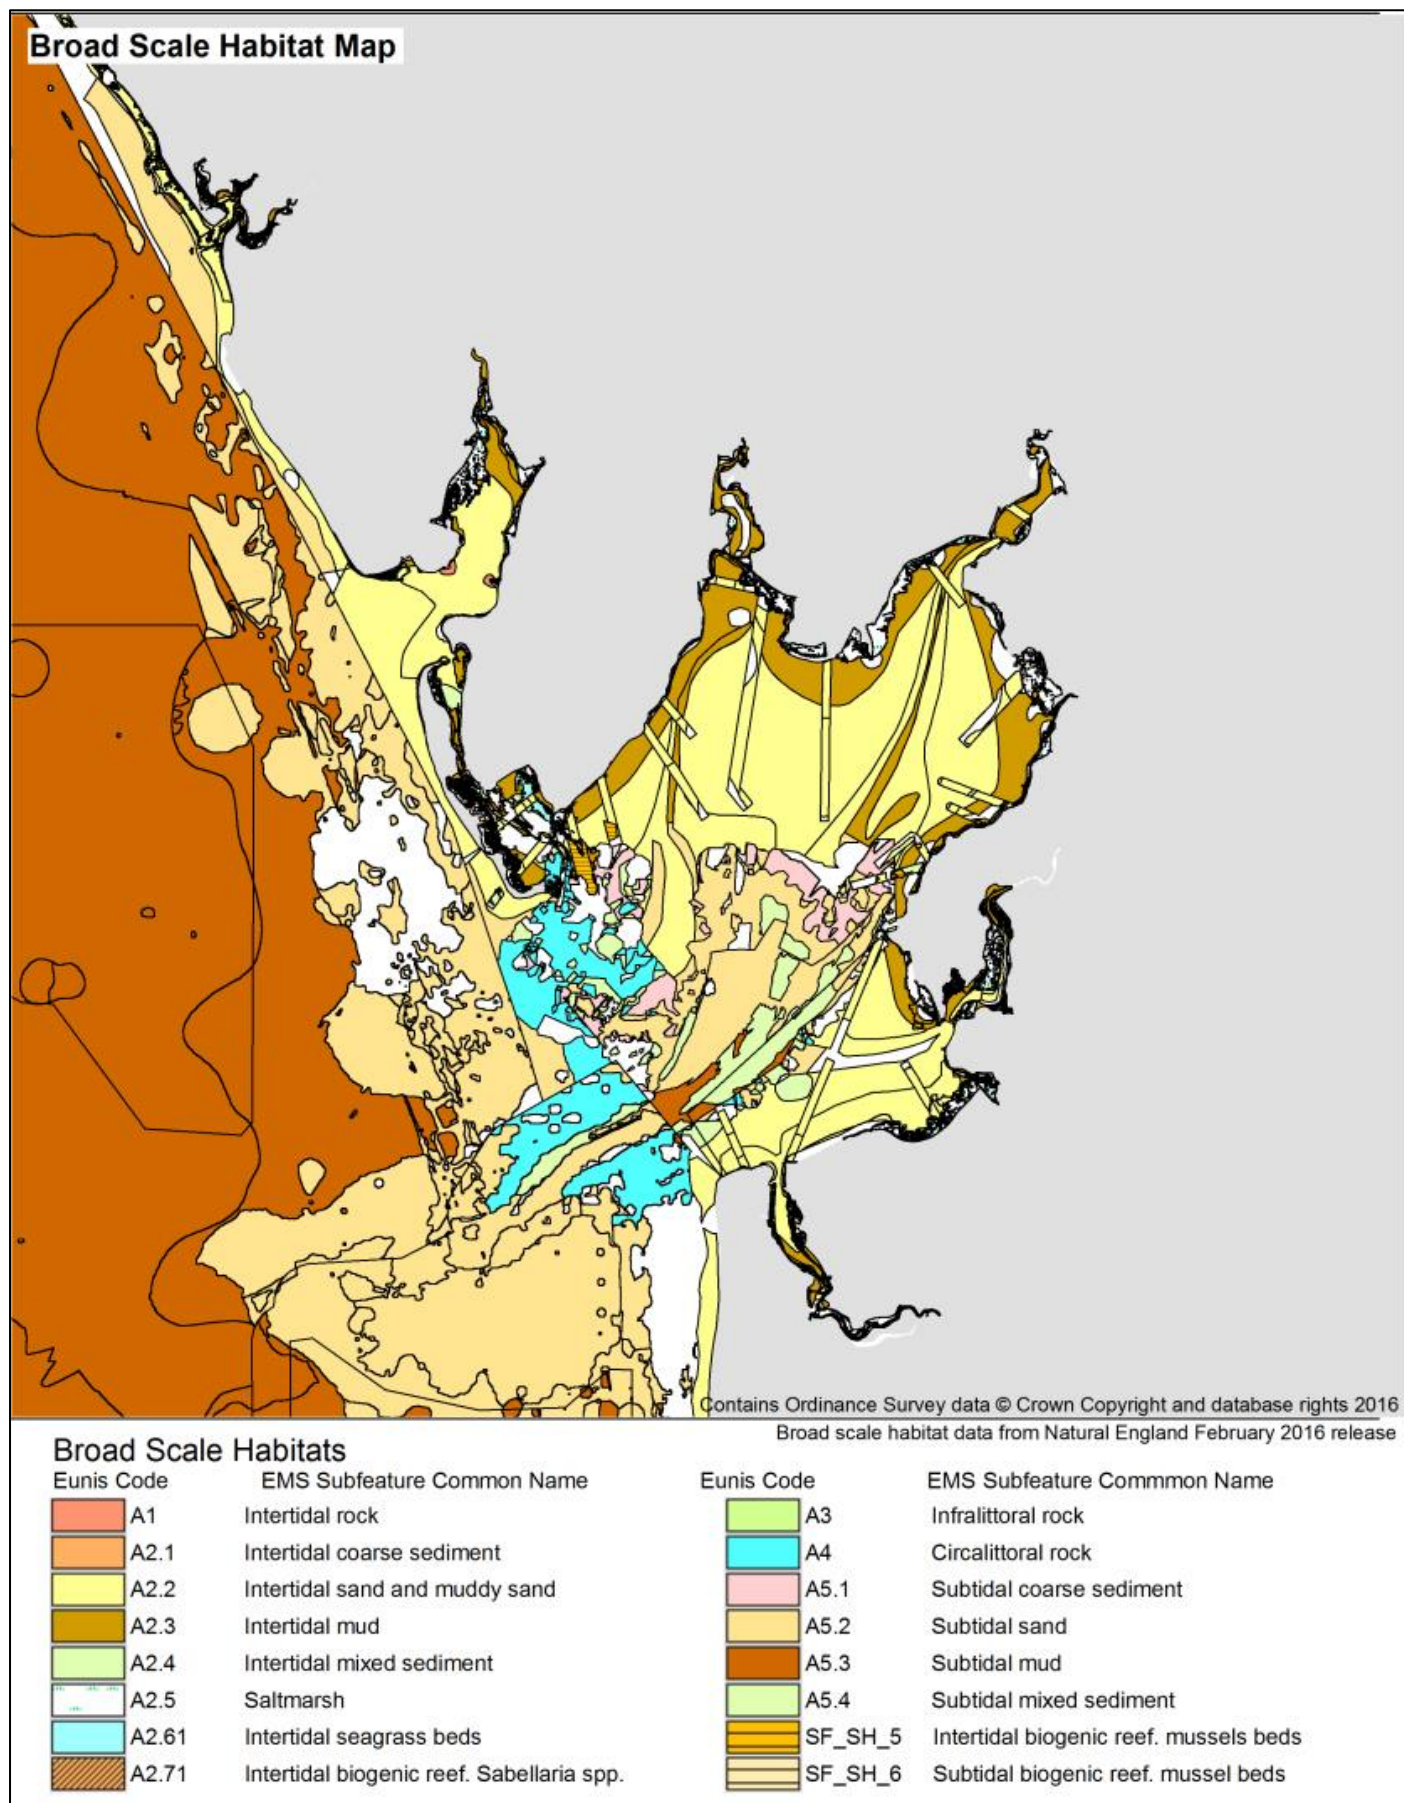 Broad Scale Habitat Map
Contains Ordinance Survey data © Crown Copyright and database rights 2016
Broad scale habitat data from Natural England February 2016 release
Broad Scale Habitats
Eunis Code EMS Subfeature Common Name
A1 Intertidal rock
A2.1 Intertidal coarse sediment
A2.2 Intertidal sand and muddy sand
A2.3 Intertidal mud
A2.4 Intertidal mixed sediment
A2.5 Saltmarsh
A2.61 Intertidal seagrass beds
A2.71 Intertidal biogenic reef. Sabellaria spp.
Eunis Code EMS Subfeature Commmon Name
A3 Infralittoral rock
A4 Circalittoral rock
A5.1 Subtidal coarse sediment
A5.2 Subtidal sand
A5.3 Subtidal mud
A5.4 Subtidal mixed sediment
SF_SH_5 Intertidal biogenic reef. mussels beds
SF_SH_6 Subtidal biogenic reef. mussel beds